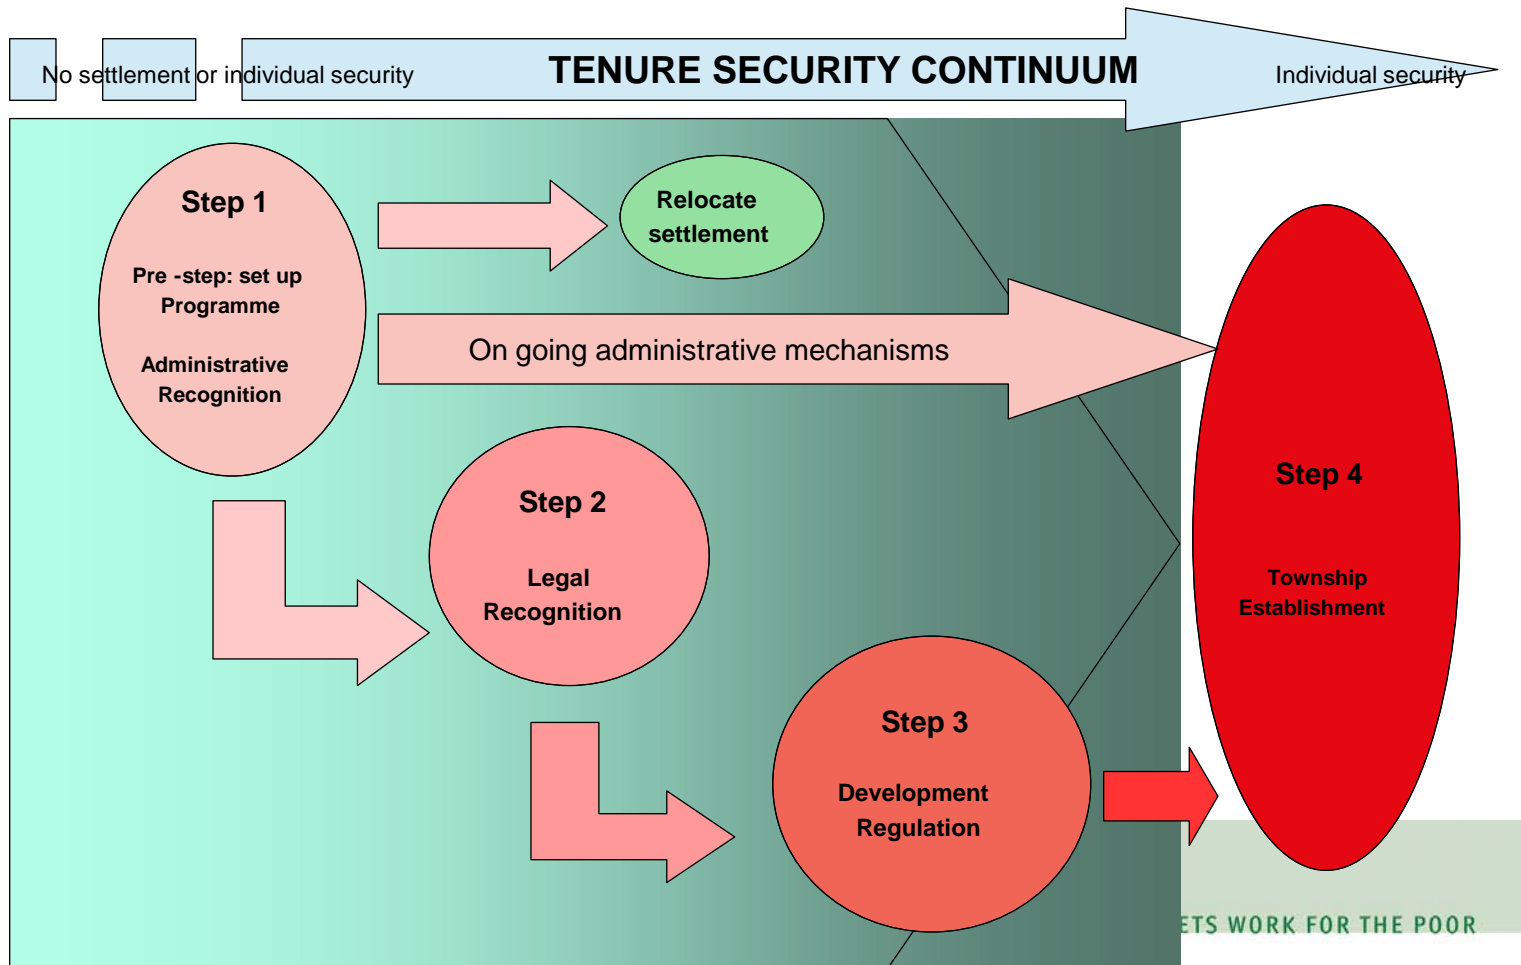 No settlement or individual security
TENURE SECURITY CONTINUUM
Individual security
Step 1
Pre -step: set up
Programme
Administrative
Recognition
Relocate
settlement
On going administrative mechanisms
Step 2
Legal
Recognition
Step 3
Development
Regulation
Step 4
Township
Establishment
ETS WORK FOR THE POOR